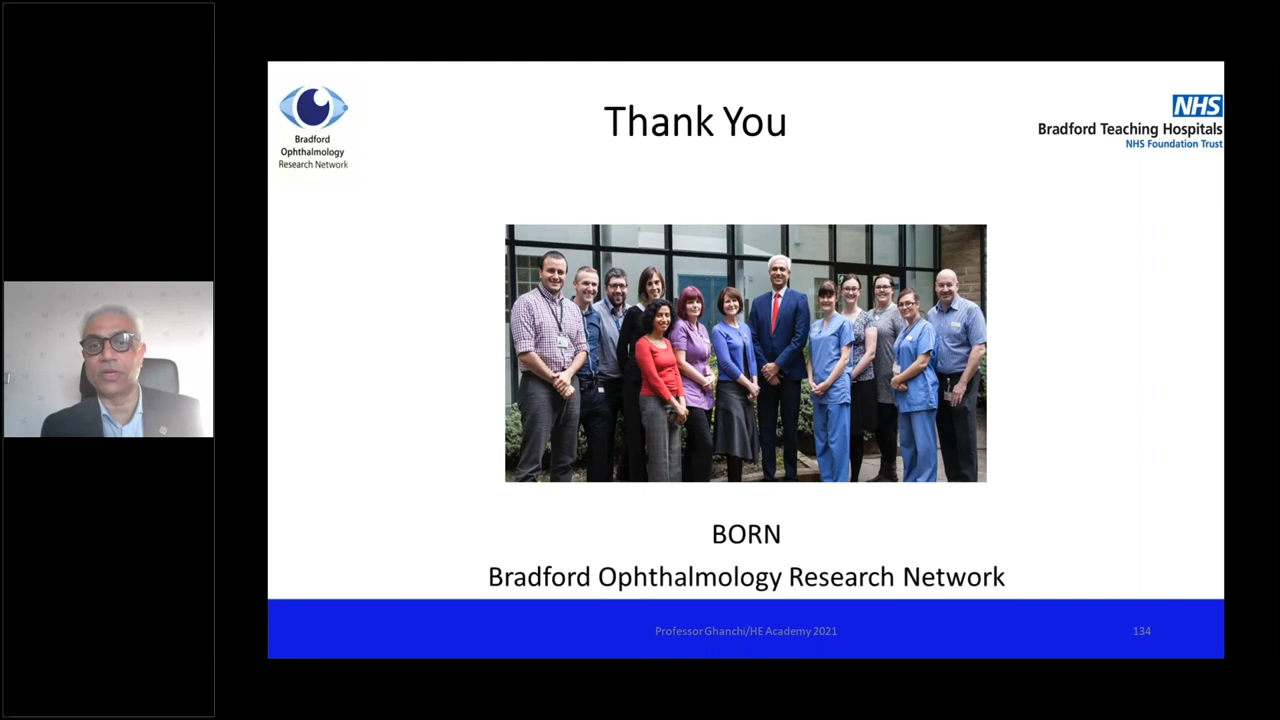 Bradford
Ophthalmology
Research Network
Thank You
NHS
Bradford Teaching Hospitals
NHS Foundation Trust
BORN
Bradford Ophthalmology Research Network
Professor Ghanchi/HE Academy 2021
134